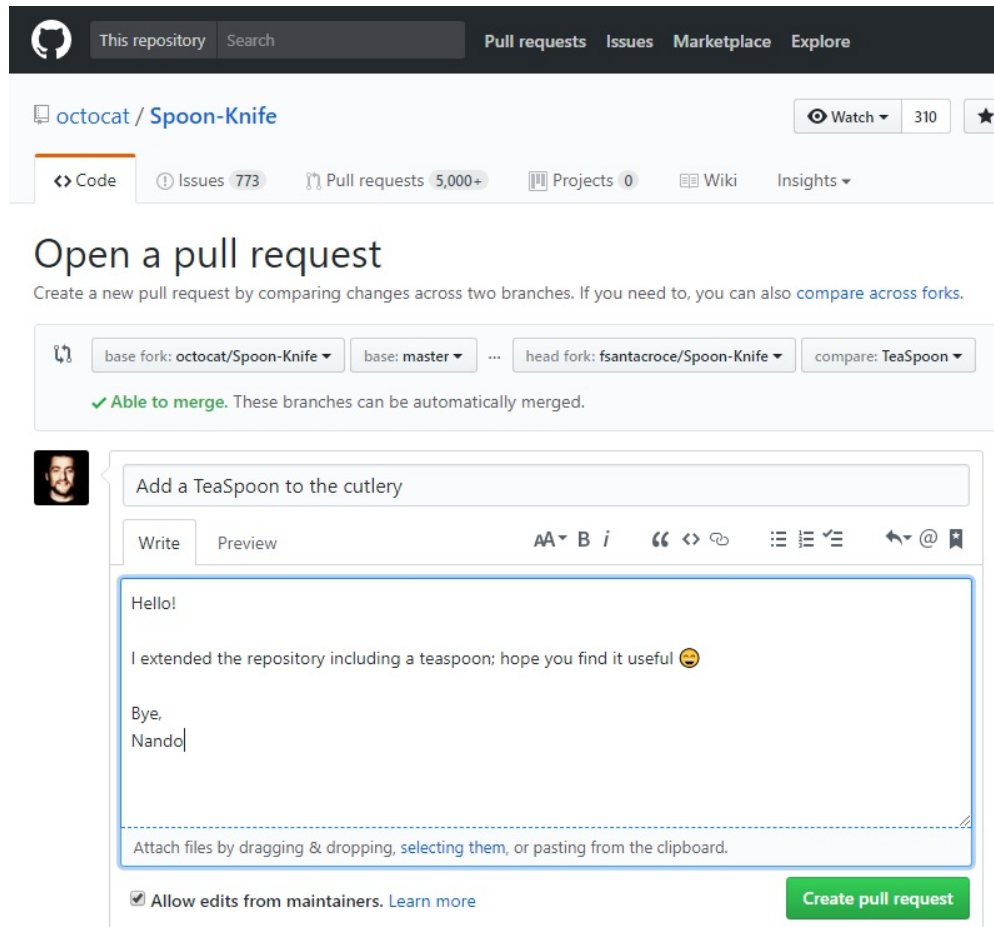 This repository Search Pull requests Issues Marketplace Explore
octocat / Spoon-Knife Watch 310
Code Issues 773 Pull requests 5,000+ Projects 0 Wiki Insights
Open a pull request
Create a new pull request by comparing changes across two branches. If you need to, you can also compare across forks.
base fork: octocat/Spoon-Knife base: master ... head fork: fsantacroce/Spoon-Knife compare: TeaSpoon
Able to merge. These branches can be automatically merged.
Add a TeaSpoon to the cutlery
Write Preview AA B i “ <> @
Hello!
I extended the repository including a teaspoon; hope you find it useful 😄
Bye,
Nando
Attach files by dragging & dropping, selecting them, or pasting from the clipboard.
Allow edits from maintainers. Learn more Create pull request